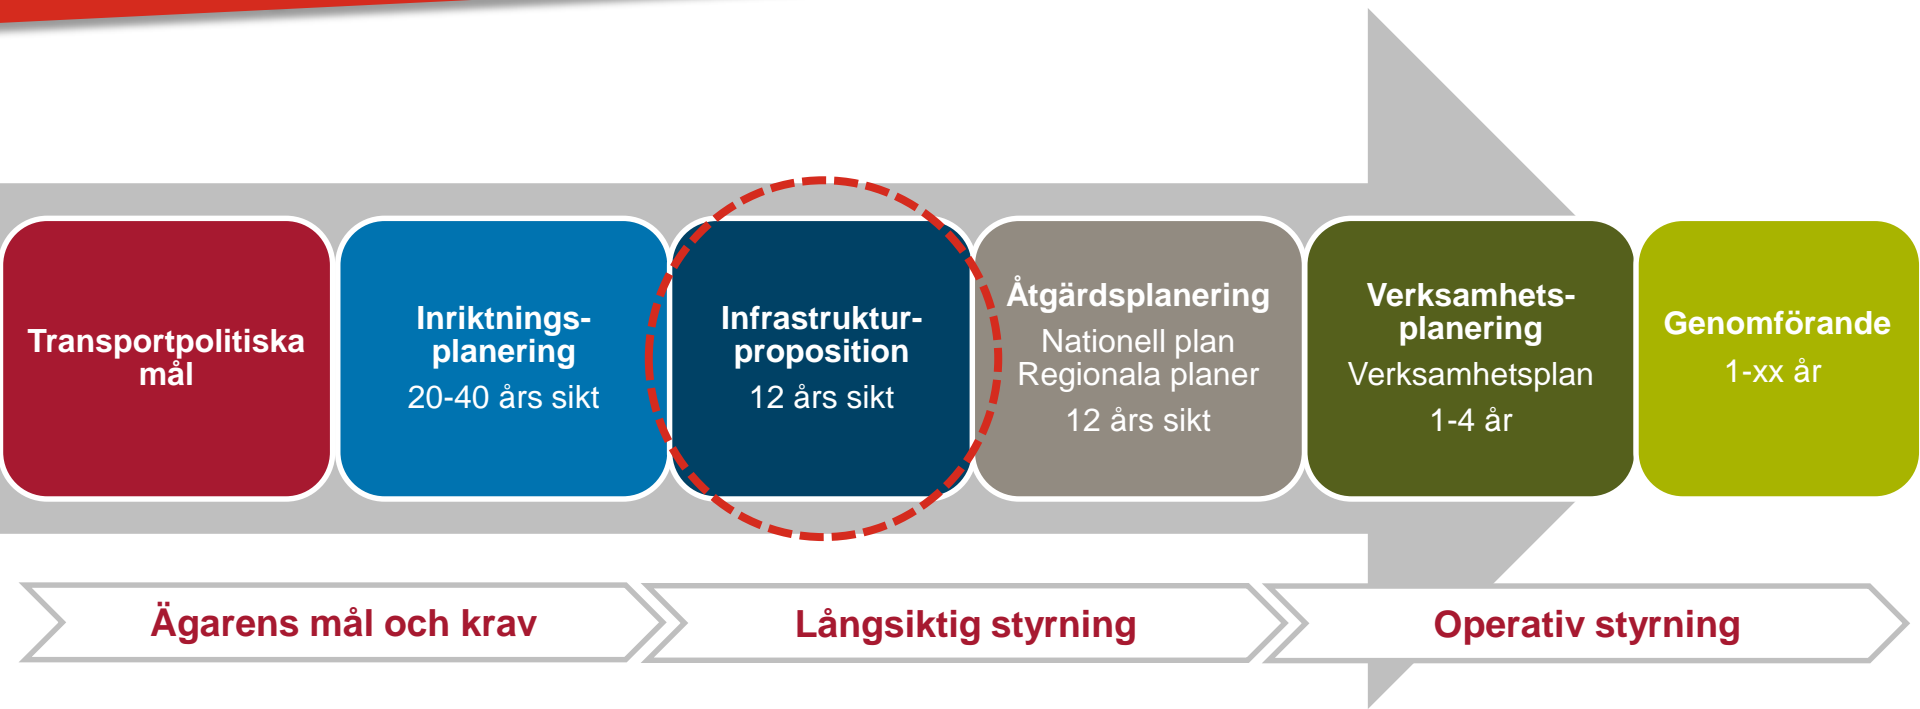 Transportpolitiska
mål
Inriktnings-
planering
20-40 års sikt
Infrastruktur-
proposition
12 års sikt
Åtgärdsplanering
Nationell plan
Regionala planer
12 års sikt
Verksamhets-
planering
Verksamhetsplan
1-4 år
Genomförande
1-xx år
Ägarens mål och krav
Långsiktig styrning
Operativ styrning